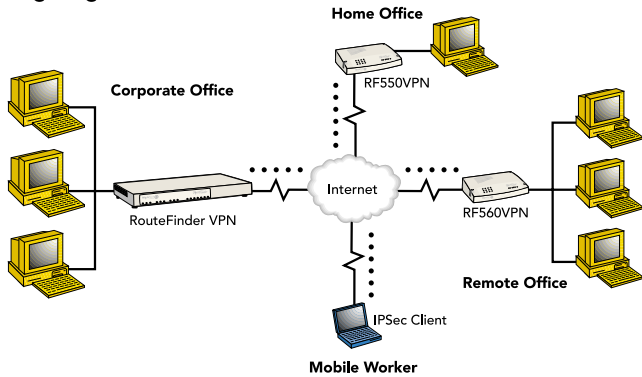 Home Office
RF550VPN
Corporate Office
RouteFinder VPN
Internet
RF560VPN
Remote Office
IPSec Client
Mobile Worker